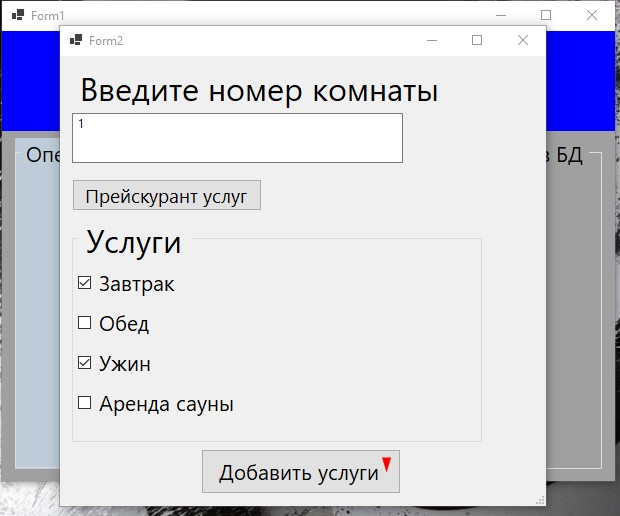 Form1
Form2
Введите номер комнаты
1
Опе
в БД
Прейскурант услуг
Услуги
Завтрак
Обед
Ужин
Аренда сауны
Добавить услуги